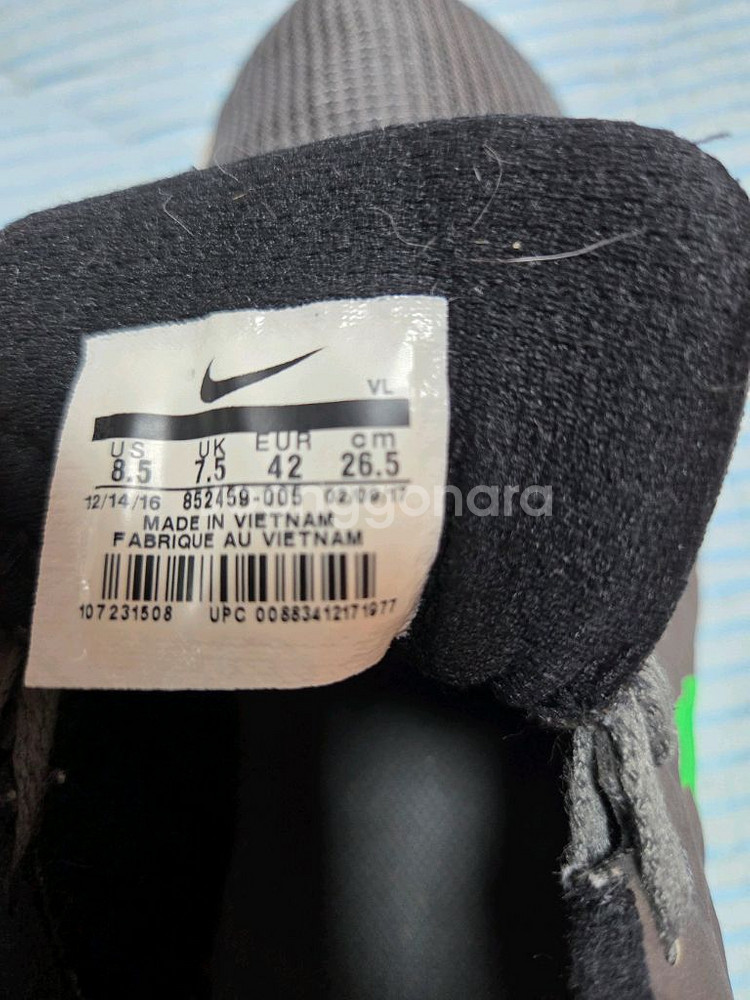 VL
US UK EUR cm
8.5 7.5 42 26.5
12/14/16 852459-005 02/09/17
MADE IN VIETNAM
FABRIQUE AU VIETNAM
107231508 UPC 00883412171977